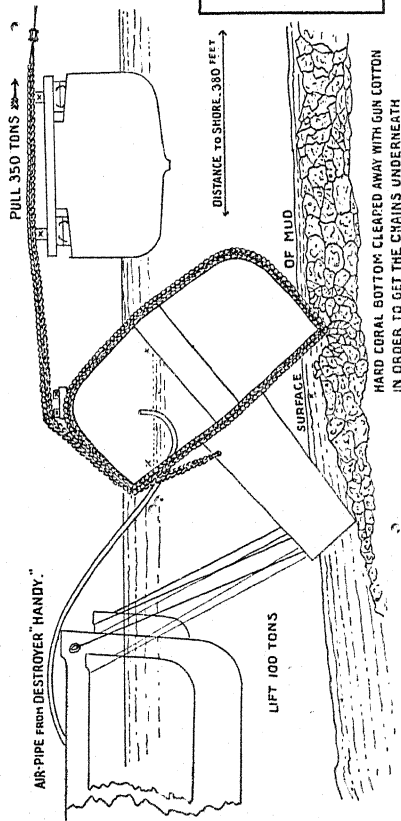 AIR-PIPE FROM DESTROYER "HANDY."
PULL 350 TONS
DISTANCE TO SHORE, 380 FEET
LIFT 100 TONS
SURFACE OF MUD
HARD CORAL BOTTOM CLEAPED AWAY WITH GUN COTTON
IN ORDER TO GET THE CHAINS UNDERNEATH